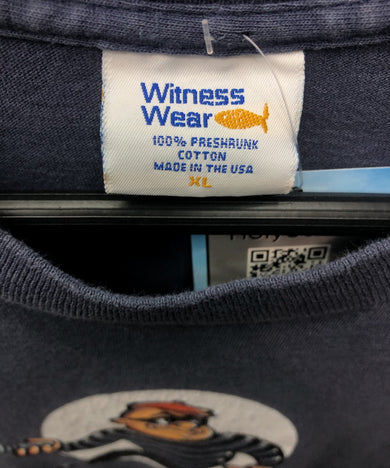 Witness
Wear
100% PRESHRUNK
COTTON
MADE IN THE USA
XL